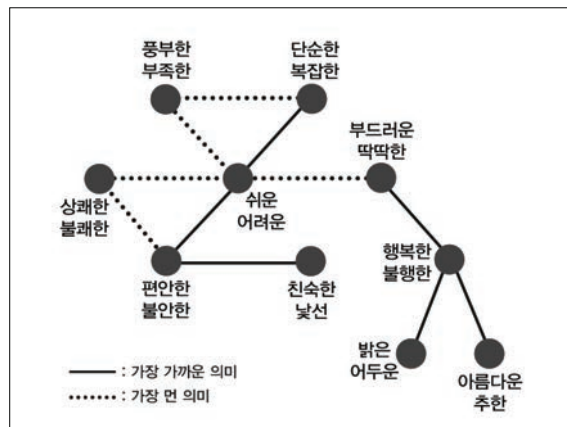 풍부한
부족한
단순한
복잡한
부드러운
딱딱한
상쾌한
불쾌한
쉬운
어려운
편안한
불안한
친숙한
낯선
행복한
불행한
밝은
어두운
아름다운
추한
: 가장 가까운 의미
: 가장 먼 의미